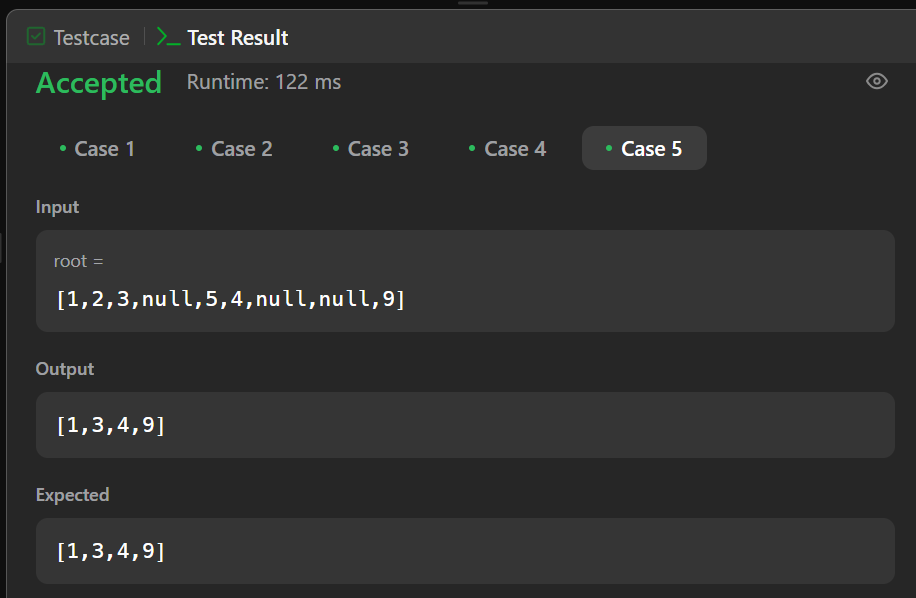 Testcase
Test Result
Accepted Runtime: 122 ms
Case 1 Case 2 Case 3 Case 4 Case 5
Input
root =
[1,2,3,null,5,4,null,null,9]
Output
[1,3,4,9]
Expected
[1,3,4,9]